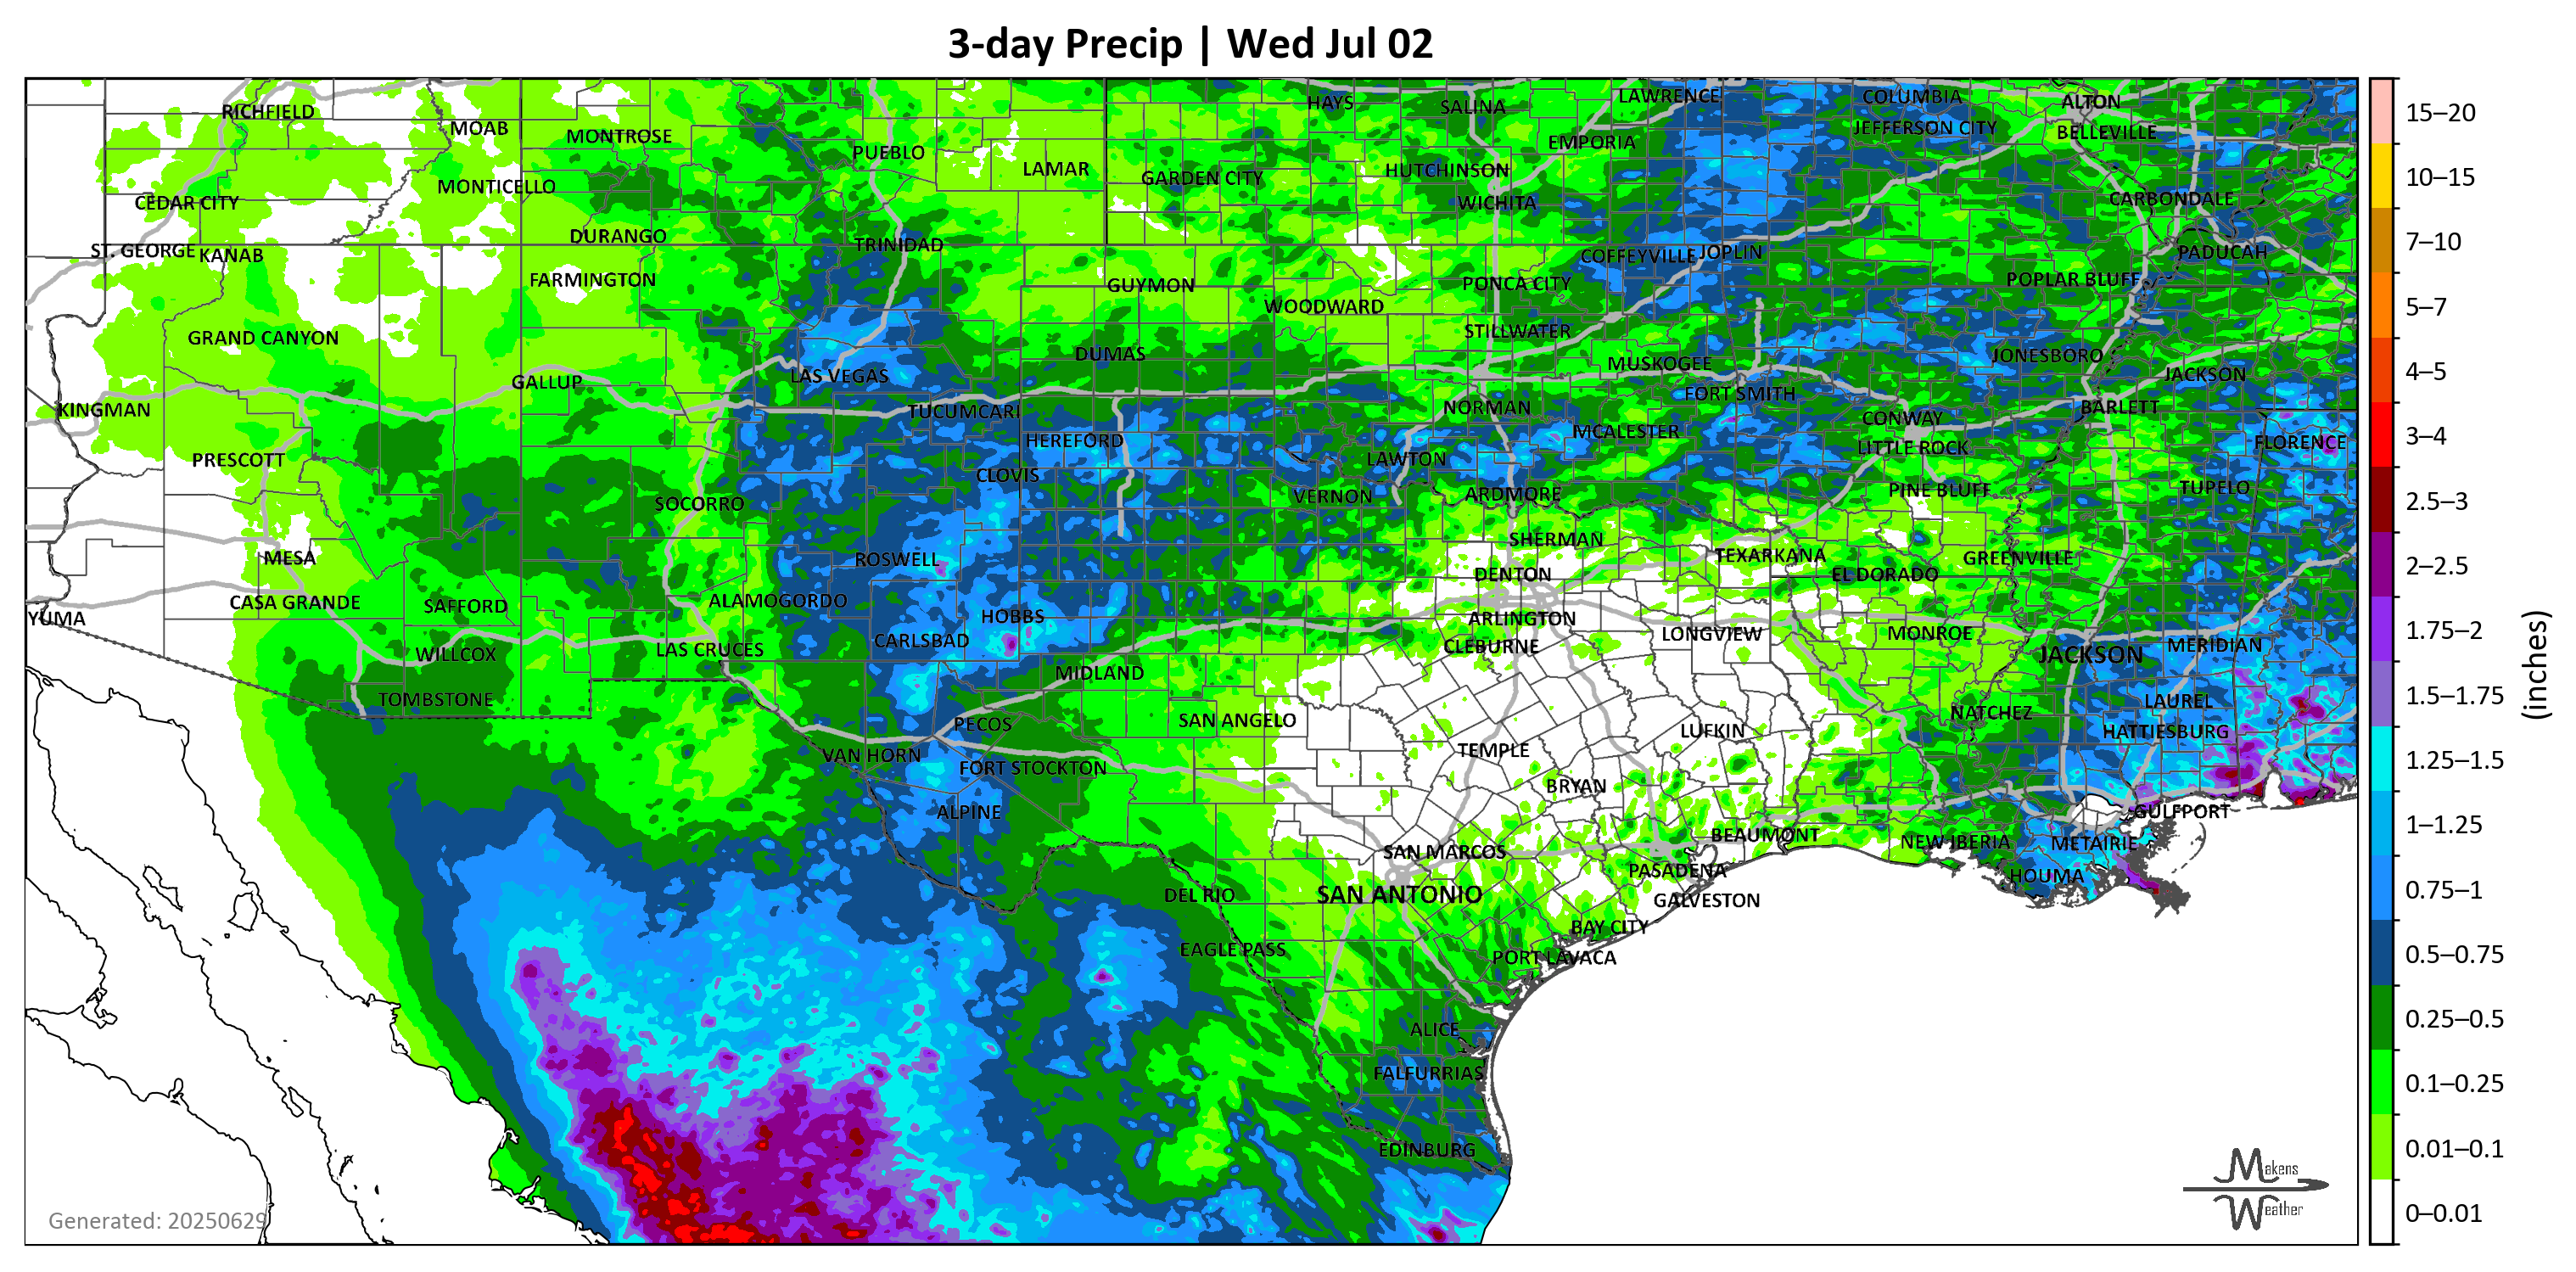 3-day Precip | Wed Jul 02
RICHFIELD
MOAB
MONTROSE
PUEBLO
LAMAR
HAYS
SALINA
LAWRENCE
COLUMBIA
ALTON
JEFFERSON CITY
BELLEVILLE
EMPORIA
GARDEN CITY
HUTCHINSON
MONTICELLO
CEDAR CITY
WICHITA
CARBONDALE
DURANGO
TRINIDAD
ST. GEORGE
KANAB
COFFEYVILLE
JOPLIN
PADUCAH
FARMINGTON
GUYMON
PONCA CITY
POPLAR BLUFF
WOODWARD
GRAND CANYON
STILLWATER
DUMAS
MUSKOGEE
JONESBORO
GALLUP
LAS VEGAS
JACKSON
FORT SMITH
KINGMAN
TUCUMCARI
NORMAN
CONWAY
BARLETT
HEREFORD
MCALESTER
LITTLE ROCK
FLORENCE
PRESCOTT
CLOVIS
LAWTON
SOCORRO
VERNON
ARDMORE
PINE BLUFF
TUPELO
MESA
ROSWELL
SHERMAN
TEXARKANA
GREENVILLE
DENTON
EL DORADO
YUMA
CASA GRANDE
SAFFORD
ALAMOGORDO
HOBBS
ARLINGTON
CARLSBAD
CLEBURNE
LONGVIEW
MONROE
WILLCOX
LAS CRUCES
JACKSON
MERIDIAN
MIDLAND
TOMBSTONE
PECOS
SAN ANGELO
LUFKIN
NATCHEZ
LAUREL
HATTIESBURG
VAN HORN
FORT STOCKTON
TEMPLE
BRYAN
ALPINE
GULFPORT
SAN MARCOS
BEAUMONT
NEW IBERIA
METAIRIE
PASADENA
HOUMA
DEL RIO
SAN ANTONIO
GALVESTON
EAGLE PASS
BAY CITY
PORT LAVACA
ALICE
FALFURRIAS
EDINBURG
Generated: 20250629
Makens
Weather
15–20
10–15
7–10
5–7
4–5
3–4
2.5–3
2–2.5
1.75–2
1.5–1.75
1.25–1.5
1–1.25
0.75–1
0.5–0.75
0.25–0.5
0.1–0.25
0.01–0.1
0–0.01
(inches)